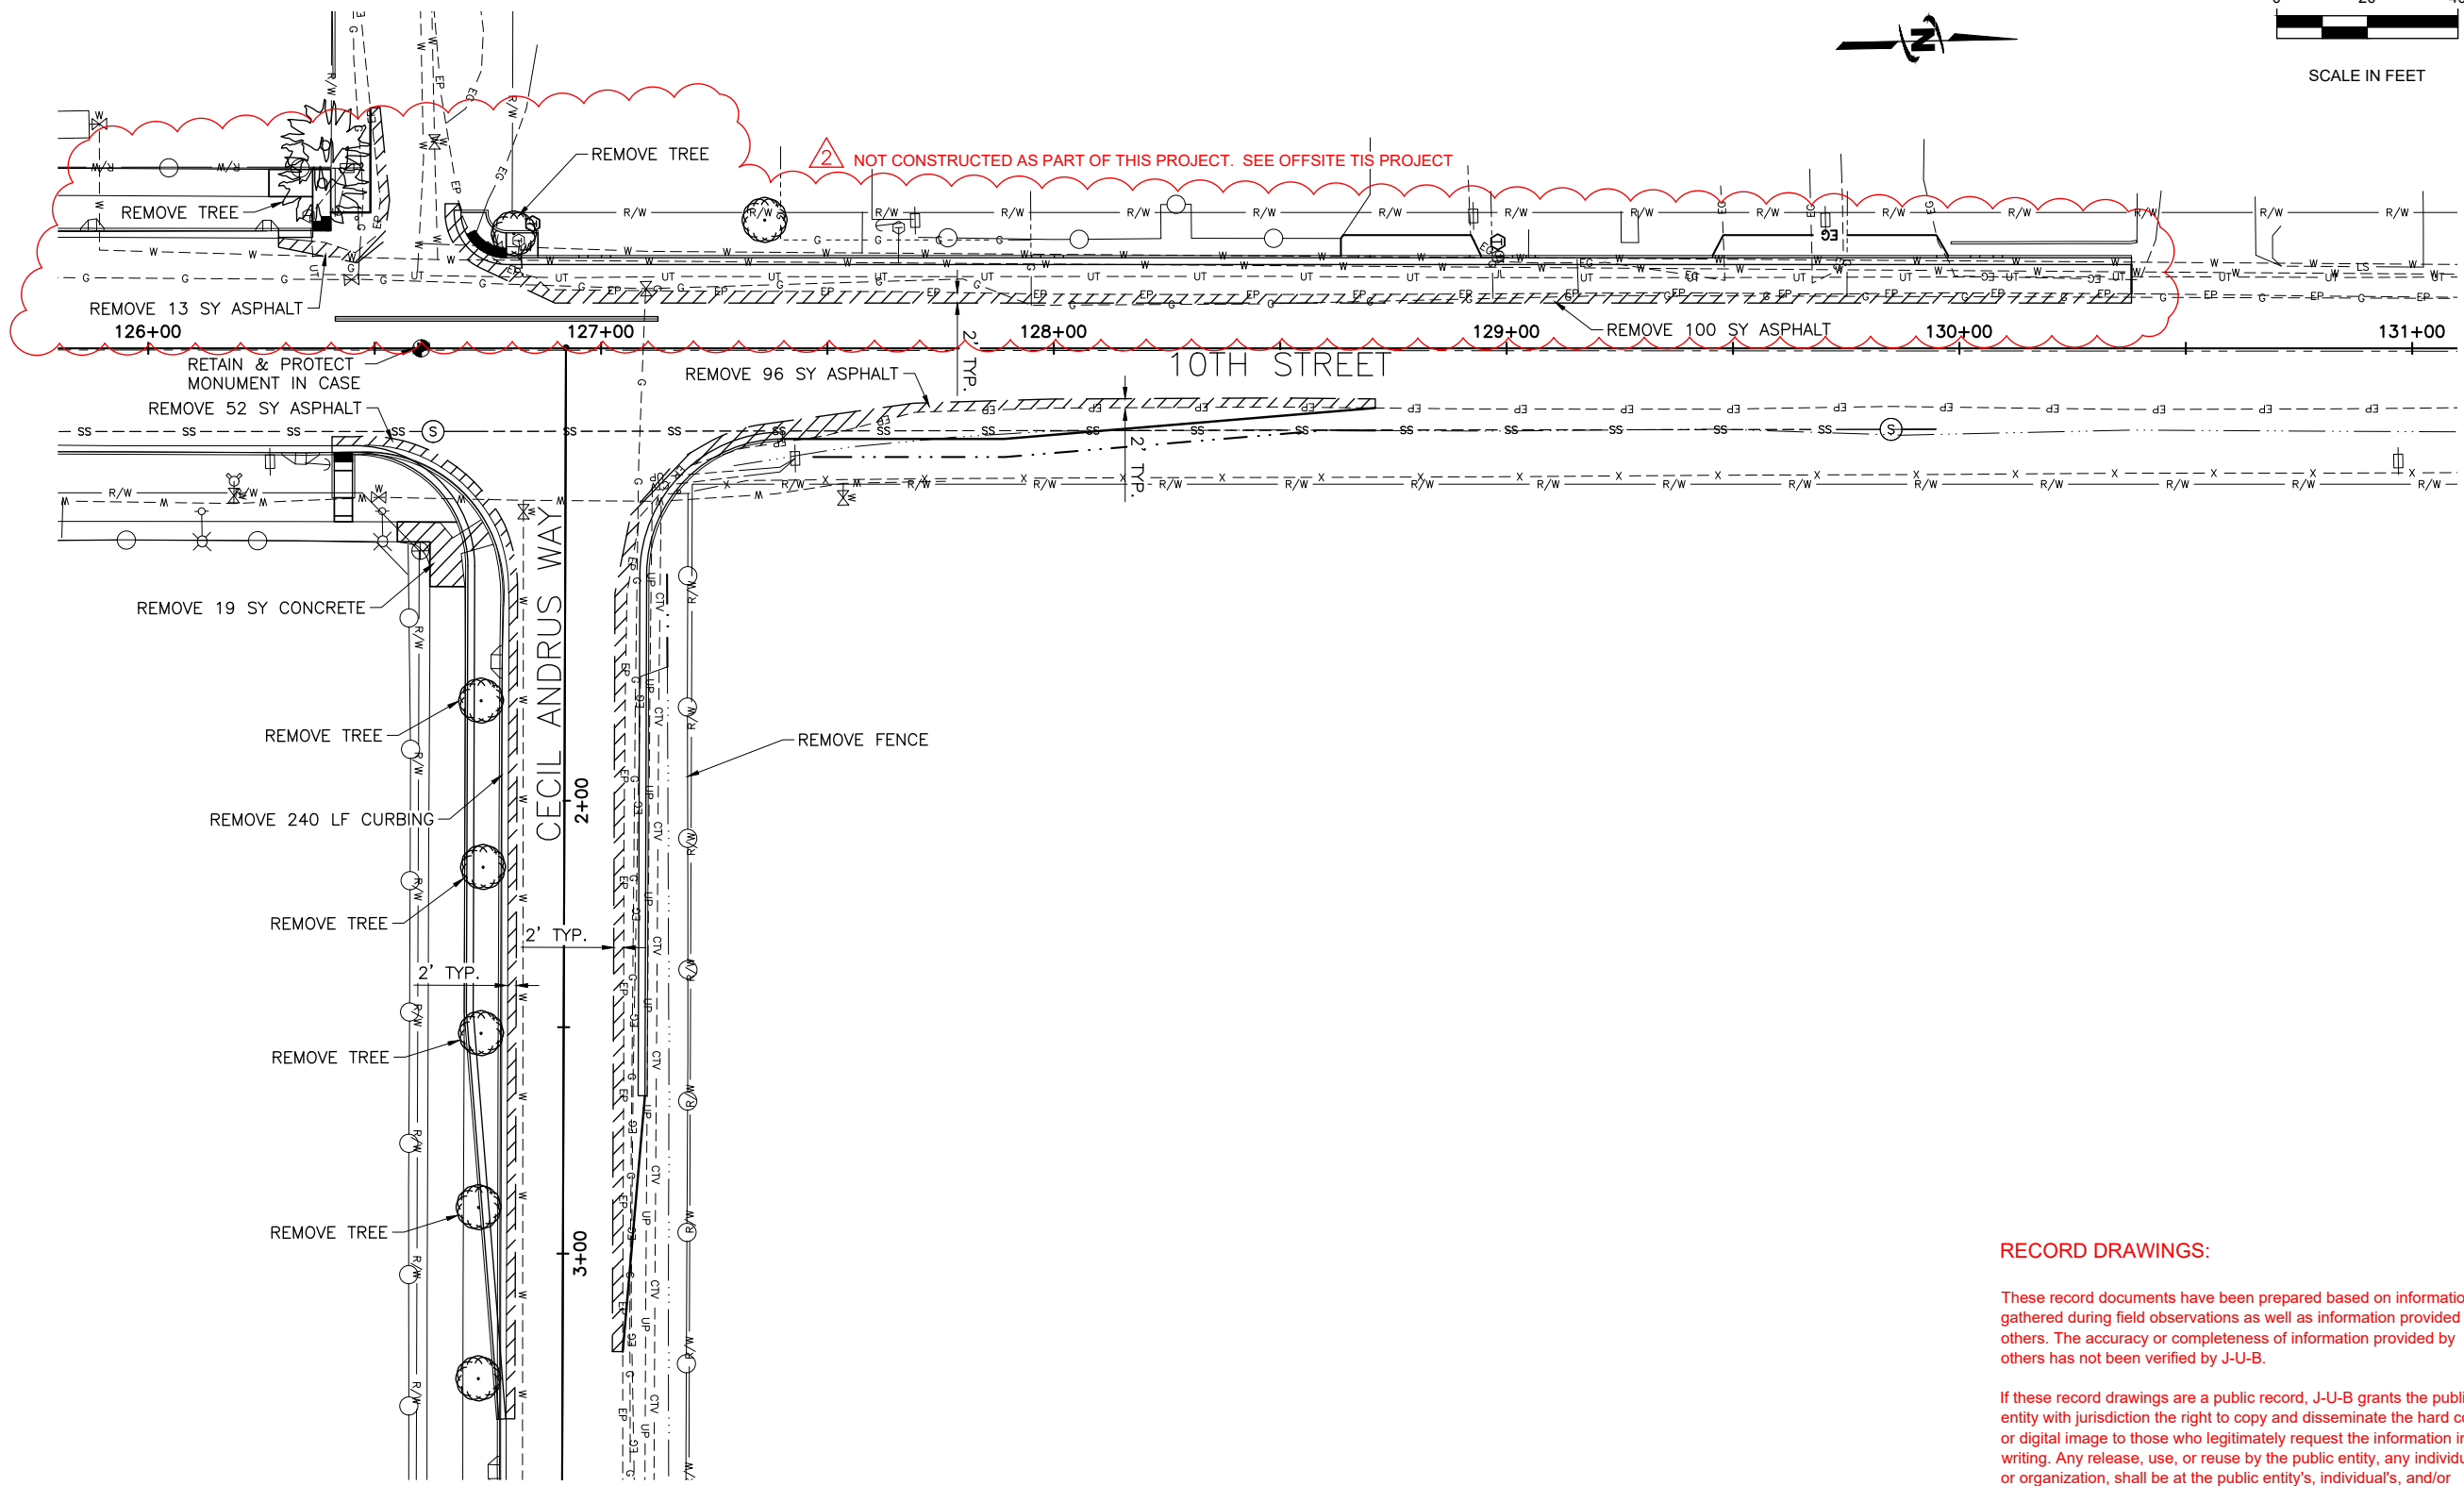 0 20 40
SCALE IN FEET
N
REMOVE TREE
2 NOT CONSTRUCTED AS PART OF THIS PROJECT. SEE OFFSITE TIS PROJECT
REMOVE TREE
REMOVE 13 SY ASPHALT
REMOVE 100 SY ASPHALT
126+00 127+00 128+00 129+00 130+00 131+00
RETAIN & PROTECT
MONUMENT IN CASE
10TH STREET
2' TYP.
REMOVE 96 SY ASPHALT
REMOVE 52 SY ASPHALT
2' TYP.
REMOVE 19 SY CONCRETE
CECIL ANDRUS WAY
REMOVE TREE
REMOVE FENCE
2+00
REMOVE 240 LF CURBING
REMOVE TREE
2' TYP.
2' TYP.
REMOVE TREE
REMOVE TREE
3+00
RECORD DRAWINGS:
These record documents have been prepared based on informatio
gathered during field observations as well as information provided
others. The accuracy or completeness of information provided by
others has not been verified by J-U-B.
If these record drawings are a public record, J-U-B grants the publi
entity with jurisdiction the right to copy and disseminate the hard co
or digital image to those who legitimately request the information in
writing. Any release, use, or reuse by the public entity, any individu
or organization, shall be at the public entity's, individual's, and/or